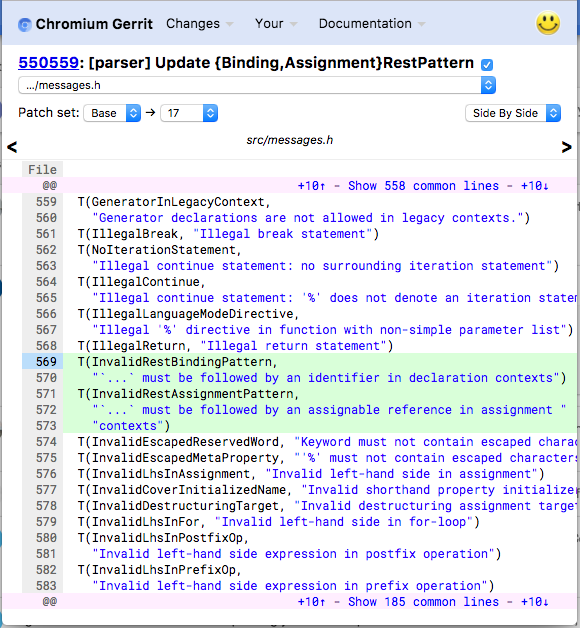 Chromium Gerrit Changes Your Documentation
550559: [parser] Update {Binding,Assignment}RestPattern
.../messages.h
Patch set: Base → 17 Side By Side
< src/messages.h >
File
@@ +10↑ - Show 558 common lines - +10↓
559 T(GeneratorInLegacyContext,
560 "Generator declarations are not allowed in legacy contexts.")
561 T(IllegalBreak, "Illegal break statement")
562 T(NoIterationStatement,
563 "Illegal continue statement: no surrounding iteration statement")
564 T(IllegalContinue,
565 "Illegal continue statement: '%' does not denote an iteration statem
566 T(IllegalLanguageModeDirective,
567 "Illegal '%' directive in function with non-simple parameter list")
568 T(IllegalReturn, "Illegal return statement")
569 T(InvalidRestBindingPattern,
570 "`...` must be followed by an identifier in declaration contexts")
571 T(InvalidRestAssignmentPattern,
572 "`...` must be followed by an assignable reference in assignment "
573 "contexts")
574 T(InvalidEscapedReservedWord, "Keyword must not contain escaped charac
575 T(InvalidEscapedMetaProperty, "'%' must not contain escaped characters
576 T(InvalidLhsInAssignment, "Invalid left-hand side in assignment")
577 T(InvalidCoverInitializedName, "Invalid shorthand property initialize
578 T(InvalidDestructuringTarget, "Invalid destructuring assignment target
579 T(InvalidLhsInFor, "Invalid left-hand side in for-loop")
580 T(InvalidLhsInPostfixOp,
581 "Invalid left-hand side expression in postfix operation")
582 T(InvalidLhsInPrefixOp,
583 "Invalid left-hand side expression in prefix operation")
@@ +10↑ - Show 185 common lines - +10↓